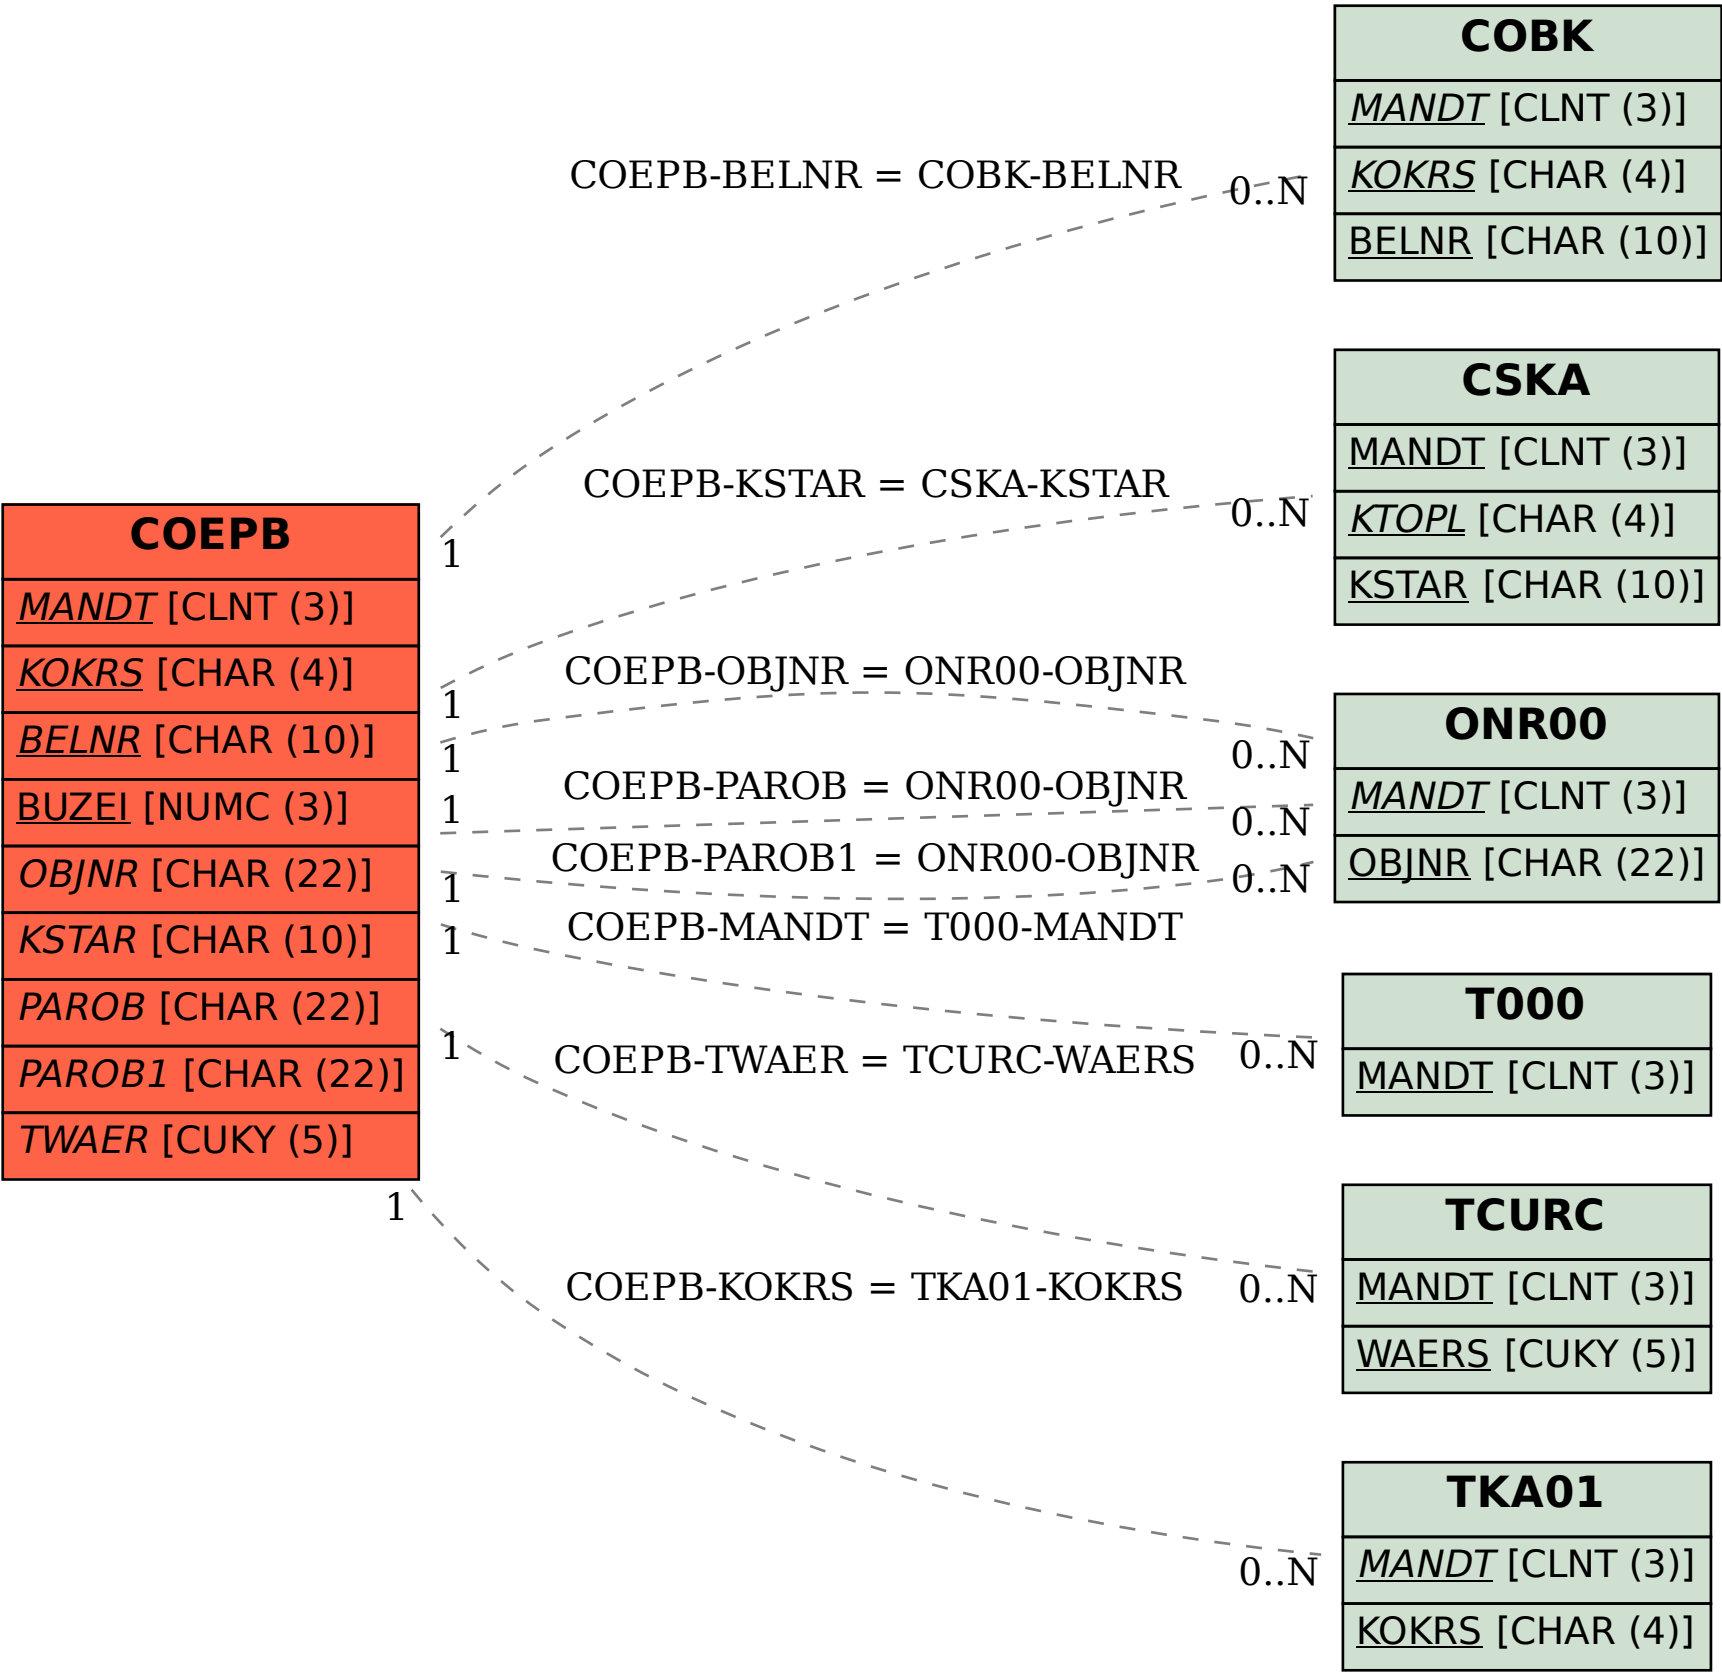 COEPB
MANDT [CLNT (3)]
KOKRS [CHAR (4)]
BELNR [CHAR (10)]
BUZEI [NUMC (3)]
OBJNR [CHAR (22)]
KSTAR [CHAR (10)]
PAROB [CHAR (22)]
PAROB1 [CHAR (22)]
TWAER [CUKY (5)]
COEPB-BELNR = COBK-BELNR
1
0..N
COEPB-KSTAR = CSKA-KSTAR
1
0..N
COEPB-OBJNR = ONR00-OBJNR
1
0..N
COEPB-PAROB = ONR00-OBJNR
1
0..N
COEPB-PAROB1 = ONR00-OBJNR
1
0..N
COEPB-MANDT = T000-MANDT
1
0..N
COEPB-TWAER = TCURC-WAERS
1
0..N
COEPB-KOKRS = TKA01-KOKRS
1
0..N
COBK
MANDT [CLNT (3)]
KOKRS [CHAR (4)]
BELNR [CHAR (10)]
CSKA
MANDT [CLNT (3)]
KTOPL [CHAR (4)]
KSTAR [CHAR (10)]
ONR00
MANDT [CLNT (3)]
OBJNR [CHAR (22)]
T000
MANDT [CLNT (3)]
TCURC
MANDT [CLNT (3)]
WAERS [CUKY (5)]
TKA01
MANDT [CLNT (3)]
KOKRS [CHAR (4)]